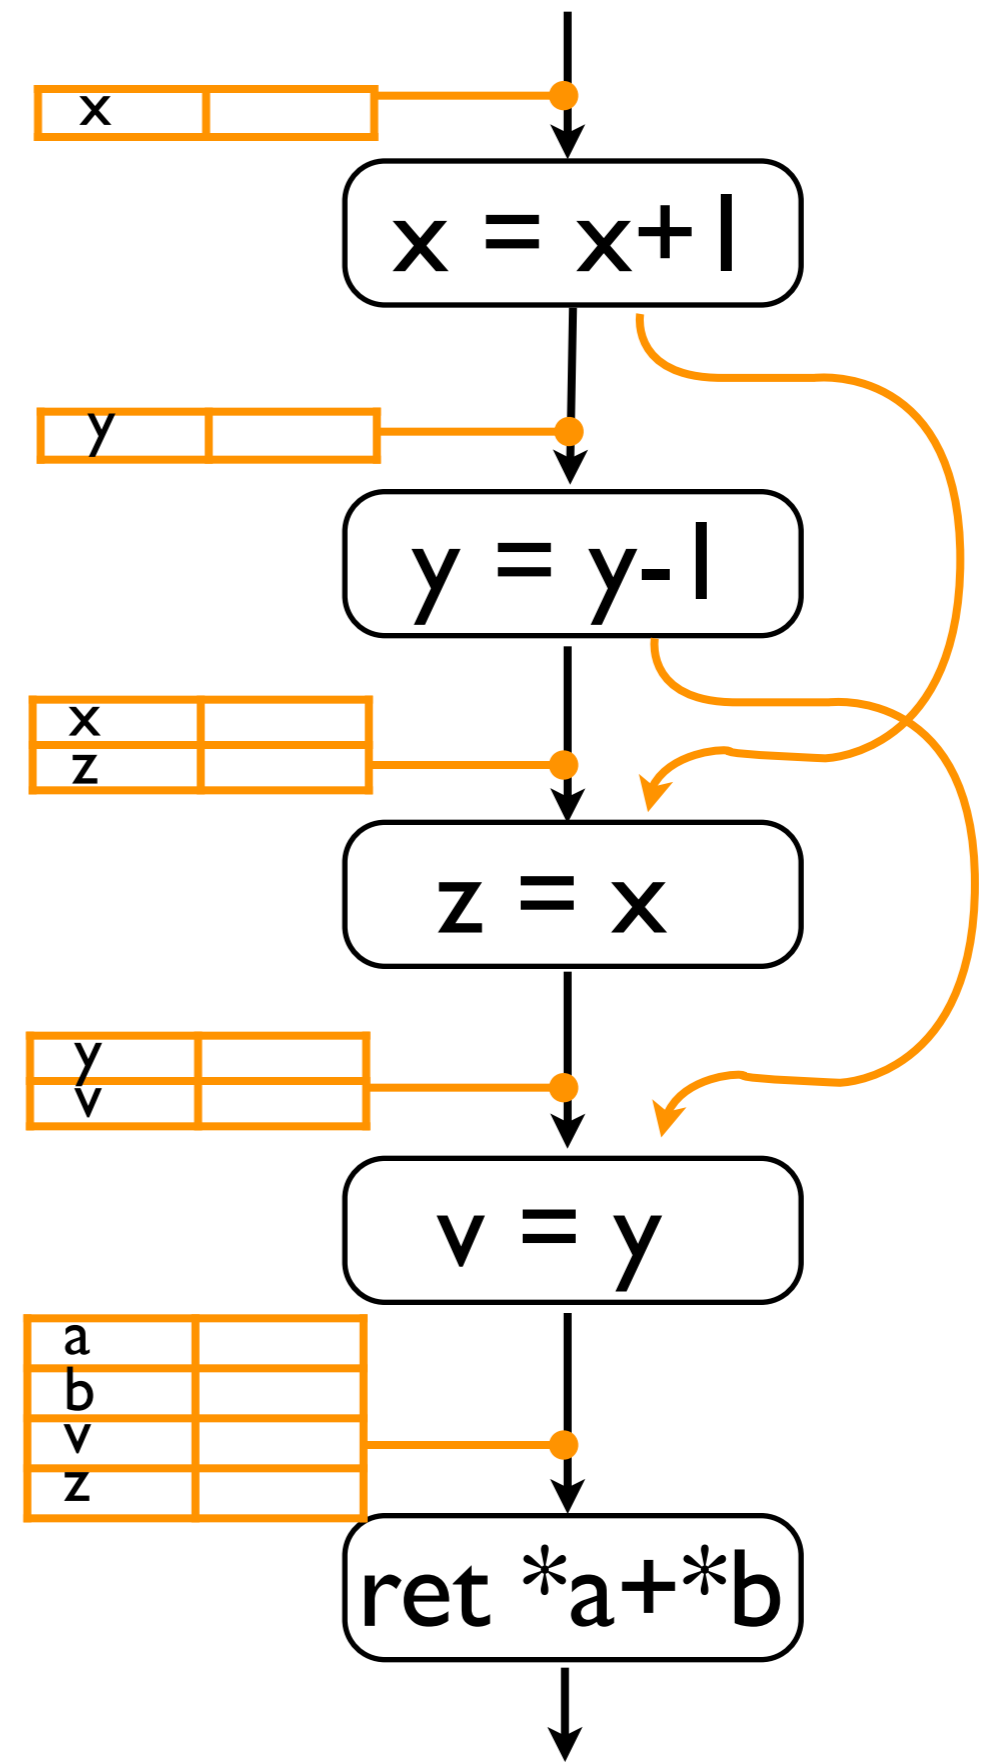 x
x = x+1
y
y = y-1
x
z
z = x
y
v
v = y
a
b
v
z
ret *a+*b